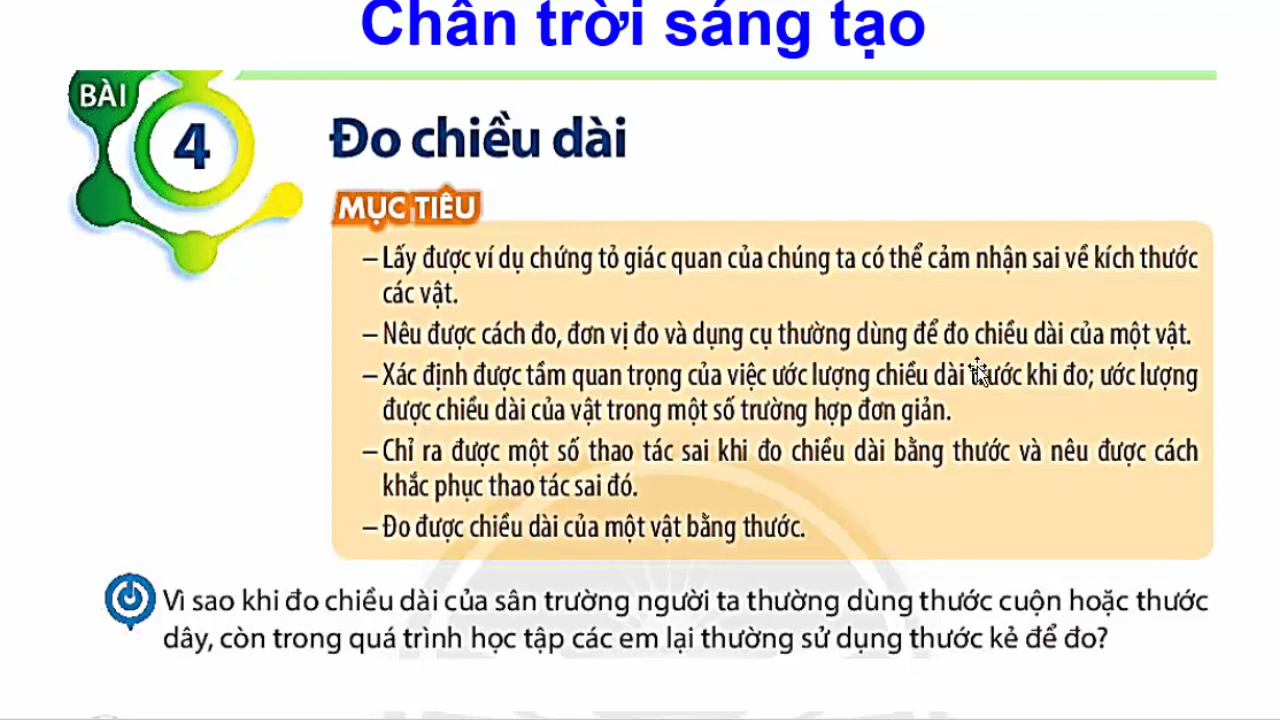 Chân trời sáng tạo
BÀI
4
Đo chiều dài
MỤC TIÊU
– Lấy được ví dụ chứng tỏ giác quan của chúng ta có thể cảm nhận sai về kích thước
các vật.
– Nêu được cách đo, đơn vị đo và dụng cụ thường dùng để đo chiều dài của một vật.
– Xác định được tầm quan trọng của việc ước lượng chiều dài trước khi đo; ước lượng
được chiều dài của vật trong một số trường hợp đơn giản.
– Chỉ ra được một số thao tác sai khi đo chiều dài bằng thước và nêu được cách
khắc phục thao tác sai đó.
– Đo được chiều dài của một vật bằng thước.
Vì sao khi đo chiều dài của sân trường người ta thường dùng thước cuộn hoặc thước
dây, còn trong quá trình học tập các em lại thường sử dụng thước kẻ để đo?